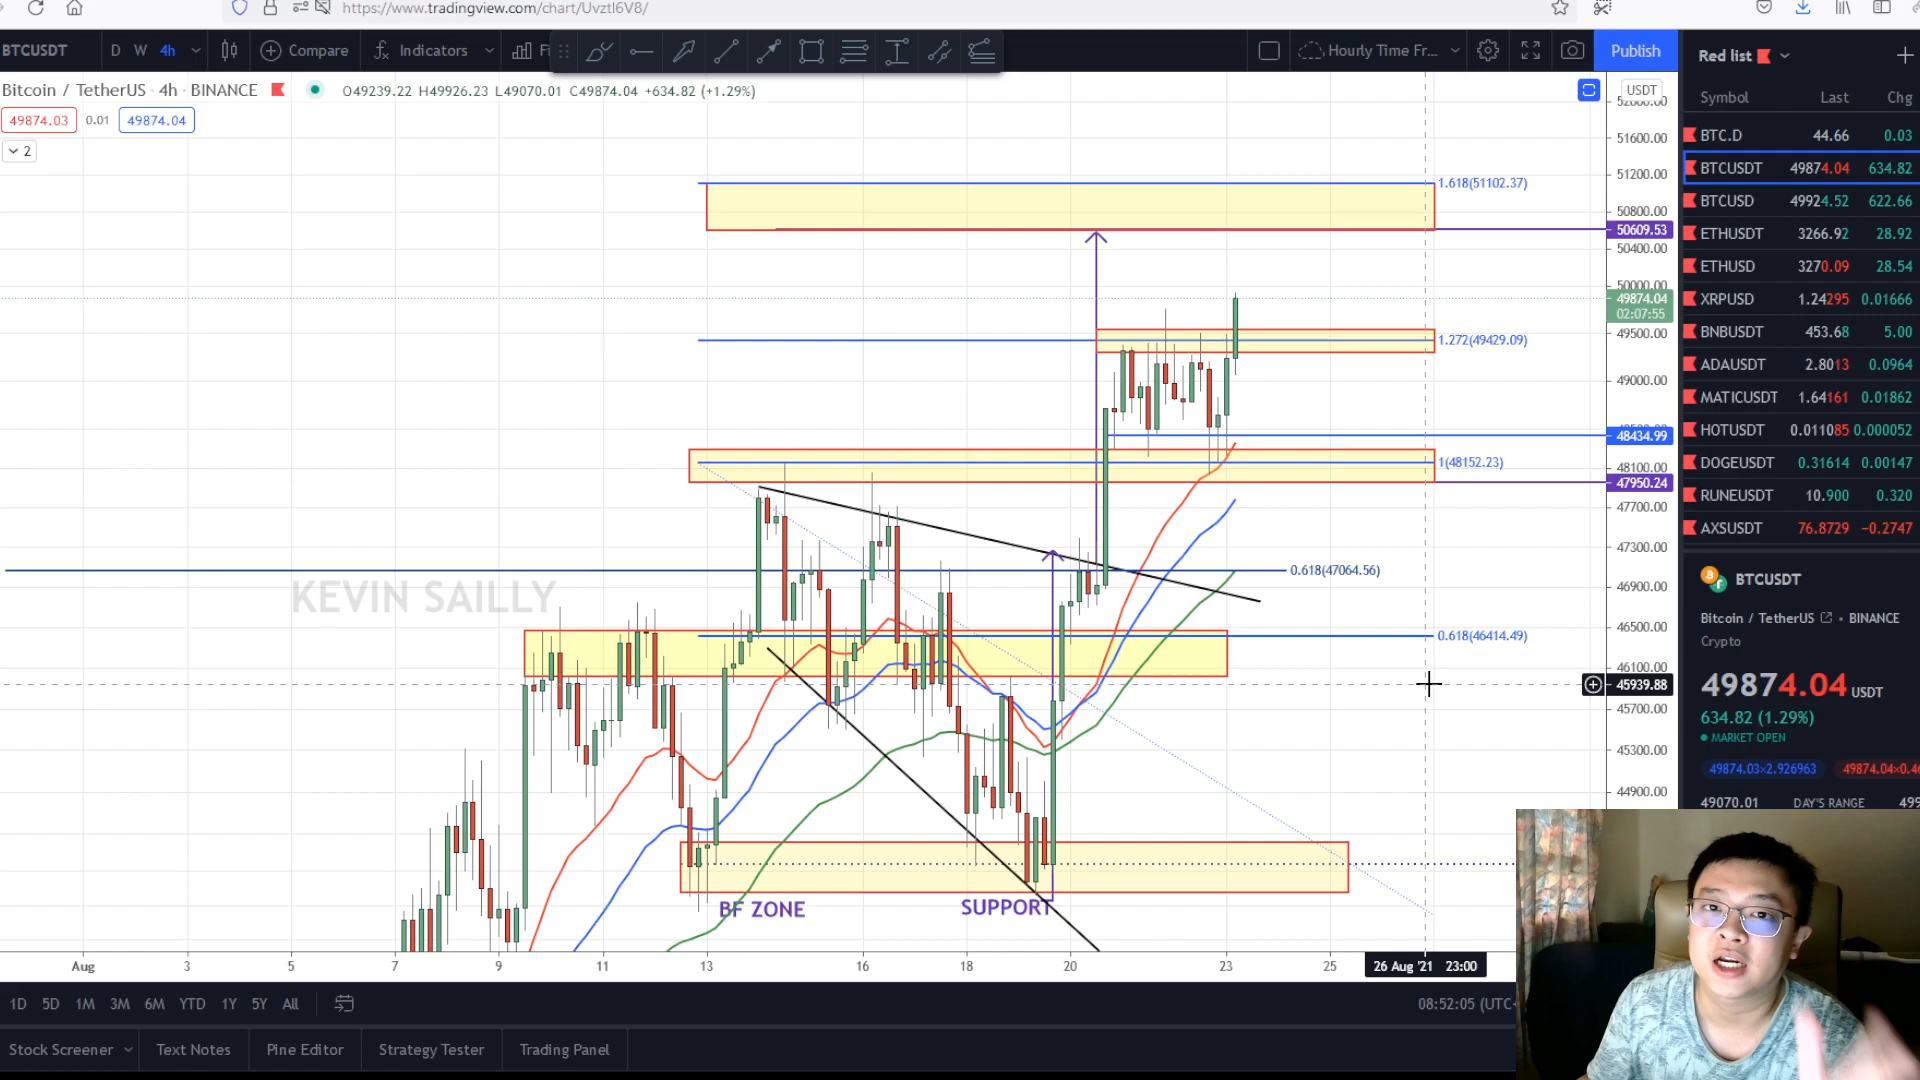 https://www.tradingview.com/chart/Uvztl6V8/
BTCUSDT D W 4h Compare Indicators Hourly Time Fr... Publish
Bitcoin / TetherUS · 4h · BINANCE O49239.22 H49926.23 L49070.01 C49874.04 +634.82 (+1.29%)
49874.03 0.01 49874.04
2
USDT
51600.00
51200.00
50800.00
50609.53
50400.00
50000.00
49874.04
02:07:55
49500.00
49000.00
48434.99
48100.00
47950.24
47700.00
47300.00
46900.00
46500.00
46100.00
45939.88
45700.00
45300.00
44900.00
1.618(51102.37)
1.272(49429.09)
1(48152.23)
0.618(47064.56)
0.618(46414.49)
KEVIN SAILLY
BF ZONE
SUPPORT
Aug 3 5 7 9 11 13 16 18 20 23 25 26 Aug '21 23:00
1D 5D 1M 3M 6M YTD 1Y 5Y All
08:52:05 (UTC
Stock Screener Text Notes Pine Editor Strategy Tester Trading Panel
Red list
Symbol Last Chg
BTC.D 44.66 0.03
BTCUSDT 49874.04 634.82
BTCUSD 49924.52 622.66
ETHUSDT 3266.92 28.92
ETHUSD 3270.09 28.54
XRPUSD 1.24295 0.01666
BNBUSDT 453.68 5.00
ADAUSDT 2.8013 0.0964
MATICUSDT 1.64161 0.01862
HOTUSDT 0.011085 0.000052
DOGEUSDT 0.31614 0.00147
RUNEUSDT 10.900 0.320
AXSUSDT 76.8729 −0.2747
BTCUSDT
Bitcoin / TetherUS • BINANCE
Crypto
49874.04 USDT
634.82 (1.29%)
MARKET OPEN
49874.03×2.926963 49874.04×0.4
49070.01 DAY'S RANGE 499